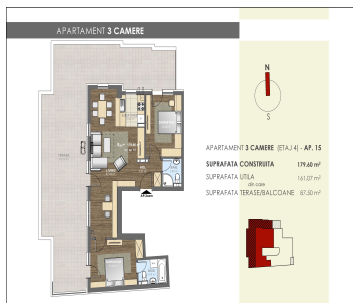 APARTAMENT 3 CAMERE
N
S
APARTAMENT 3 CAMERE (ETAJ 4) - AP. 15
SUPRAFATA CONSTRUITA 179.60 m²
SUPRAFATA UTILA 161.07 m²
din care
SUPRAFATA TERASE/BALCOANE 87.50 m²